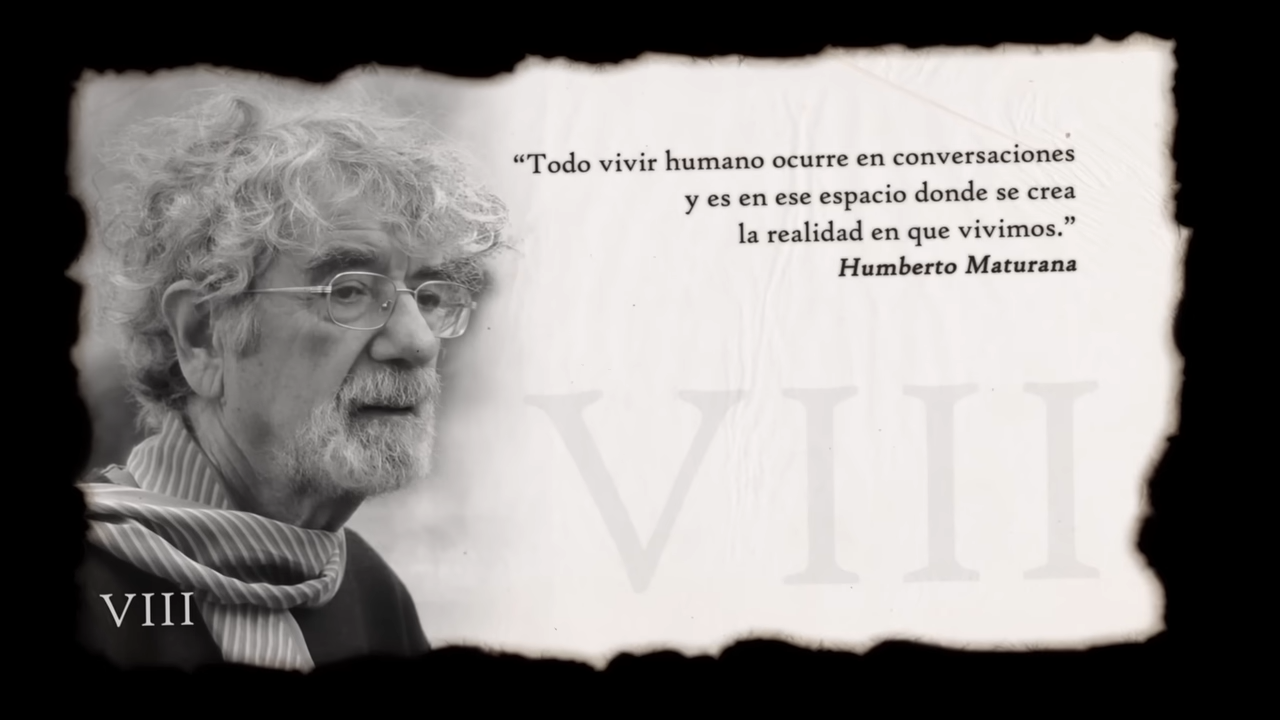 “Todo vivir humano ocurre en conversaciones
y es en ese espacio donde se crea
la realidad en que vivimos.”
Humberto Maturana
VIII
VIII